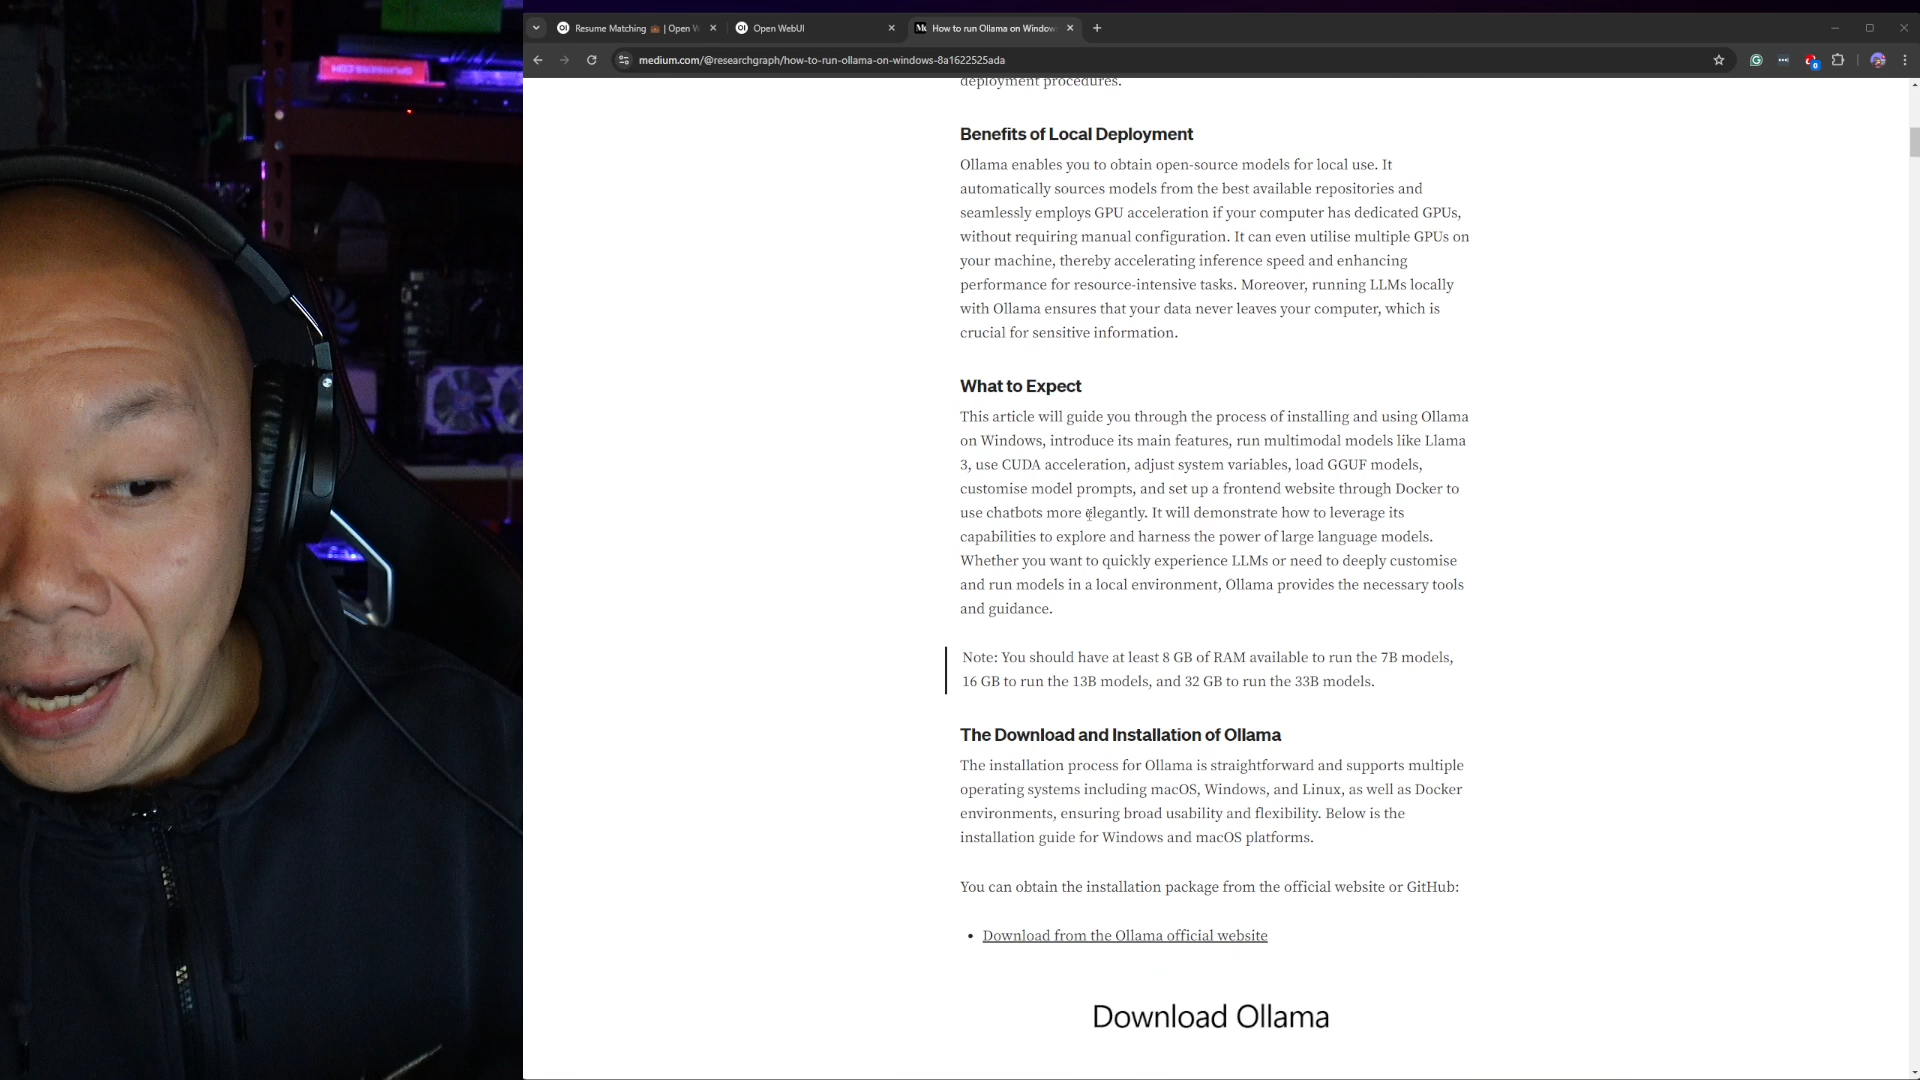 Resume Matching 💼 | Open W
Open WebUI
How to run Ollama on Window
medium.com/@researchgraph/how-to-run-ollama-on-windows-8a1622525ada
deployment procedures.
Benefits of Local Deployment
Ollama enables you to obtain open-source models for local use. It
automatically sources models from the best available repositories and
seamlessly employs GPU acceleration if your computer has dedicated GPUs,
without requiring manual configuration. It can even utilise multiple GPUs on
your machine, thereby accelerating inference speed and enhancing
performance for resource-intensive tasks. Moreover, running LLMs locally
with Ollama ensures that your data never leaves your computer, which is
crucial for sensitive information.
What to Expect
This article will guide you through the process of installing and using Ollama
on Windows, introduce its main features, run multimodal models like Llama
3, use CUDA acceleration, adjust system variables, load GGUF models,
customise model prompts, and set up a frontend website through Docker to
use chatbots more elegantly. It will demonstrate how to leverage its
capabilities to explore and harness the power of large language models.
Whether you want to quickly experience LLMs or need to deeply customise
and run models in a local environment, Ollama provides the necessary tools
and guidance.
Note: You should have at least 8 GB of RAM available to run the 7B models,
16 GB to run the 13B models, and 32 GB to run the 33B models.
The Download and Installation of Ollama
The installation process for Ollama is straightforward and supports multiple
operating systems including macOS, Windows, and Linux, as well as Docker
environments, ensuring broad usability and flexibility. Below is the
installation guide for Windows and macOS platforms.
You can obtain the installation package from the official website or GitHub:
• Download from the Ollama official website
Download Ollama